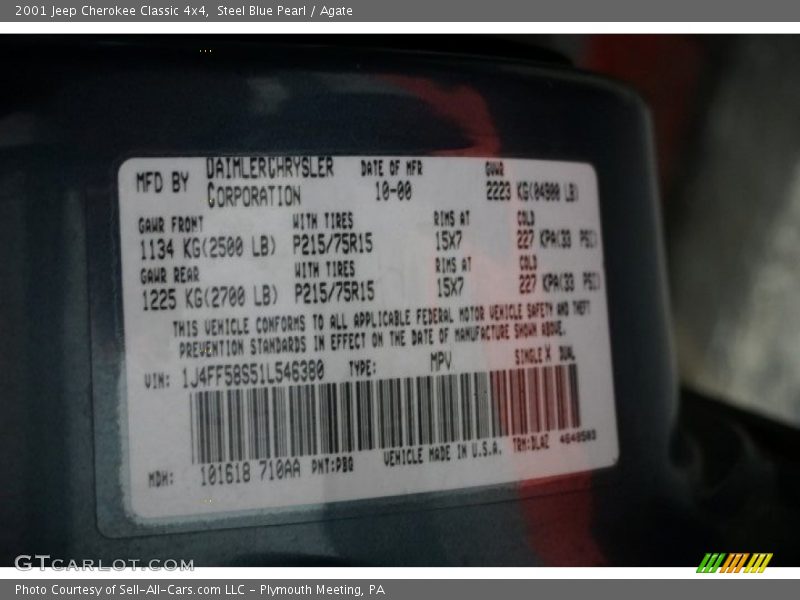 2001 Jeep Cherokee Classic 4x4, Steel Blue Pearl / Agate
MFD BY DAIMLERCHRYSLER CORPORATION DATE OF MFR 10-00 GVWR 2223 KG(04900 LB)
GAWR FRONT WITH TIRES RIMS AT COLD
1134 KG(2500 LB) P215/75R15 15X7 227 KPA(33 PSI)
GAWR REAR WITH TIRES RIMS AT COLD
1225 KG(2700 LB) P215/75R15 15X7 227 KPA(33 PSI)
THIS VEHICLE CONFORMS TO ALL APPLICABLE FEDERAL MOTOR VEHICLE SAFETY AND THEFT
PREVENTION STANDARDS IN EFFECT ON THE DATE OF MANUFACTURE SHOWN ABOVE.
VIN: 1J4FF58S51L546380 TYPE: MPV SINGLE X DUAL
MDH: 101618 710AA PNT:PBQ VEHICLE MADE IN U.S.A. TRM:DLAZ
GTCARLOT.COM
Photo Courtesy of Sell-All-Cars.com LLC - Plymouth Meeting, PA